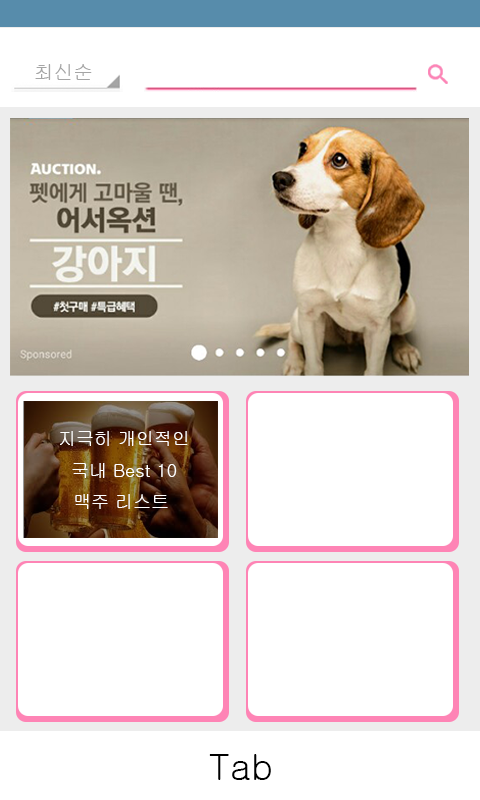 최신순
AUCTION.
펫에게 고마울 땐,
어서옥션
강아지
#첫구매 #특급혜택
Sponsored
지극히 개인적인
국내 Best 10
맥주 리스트
Tab